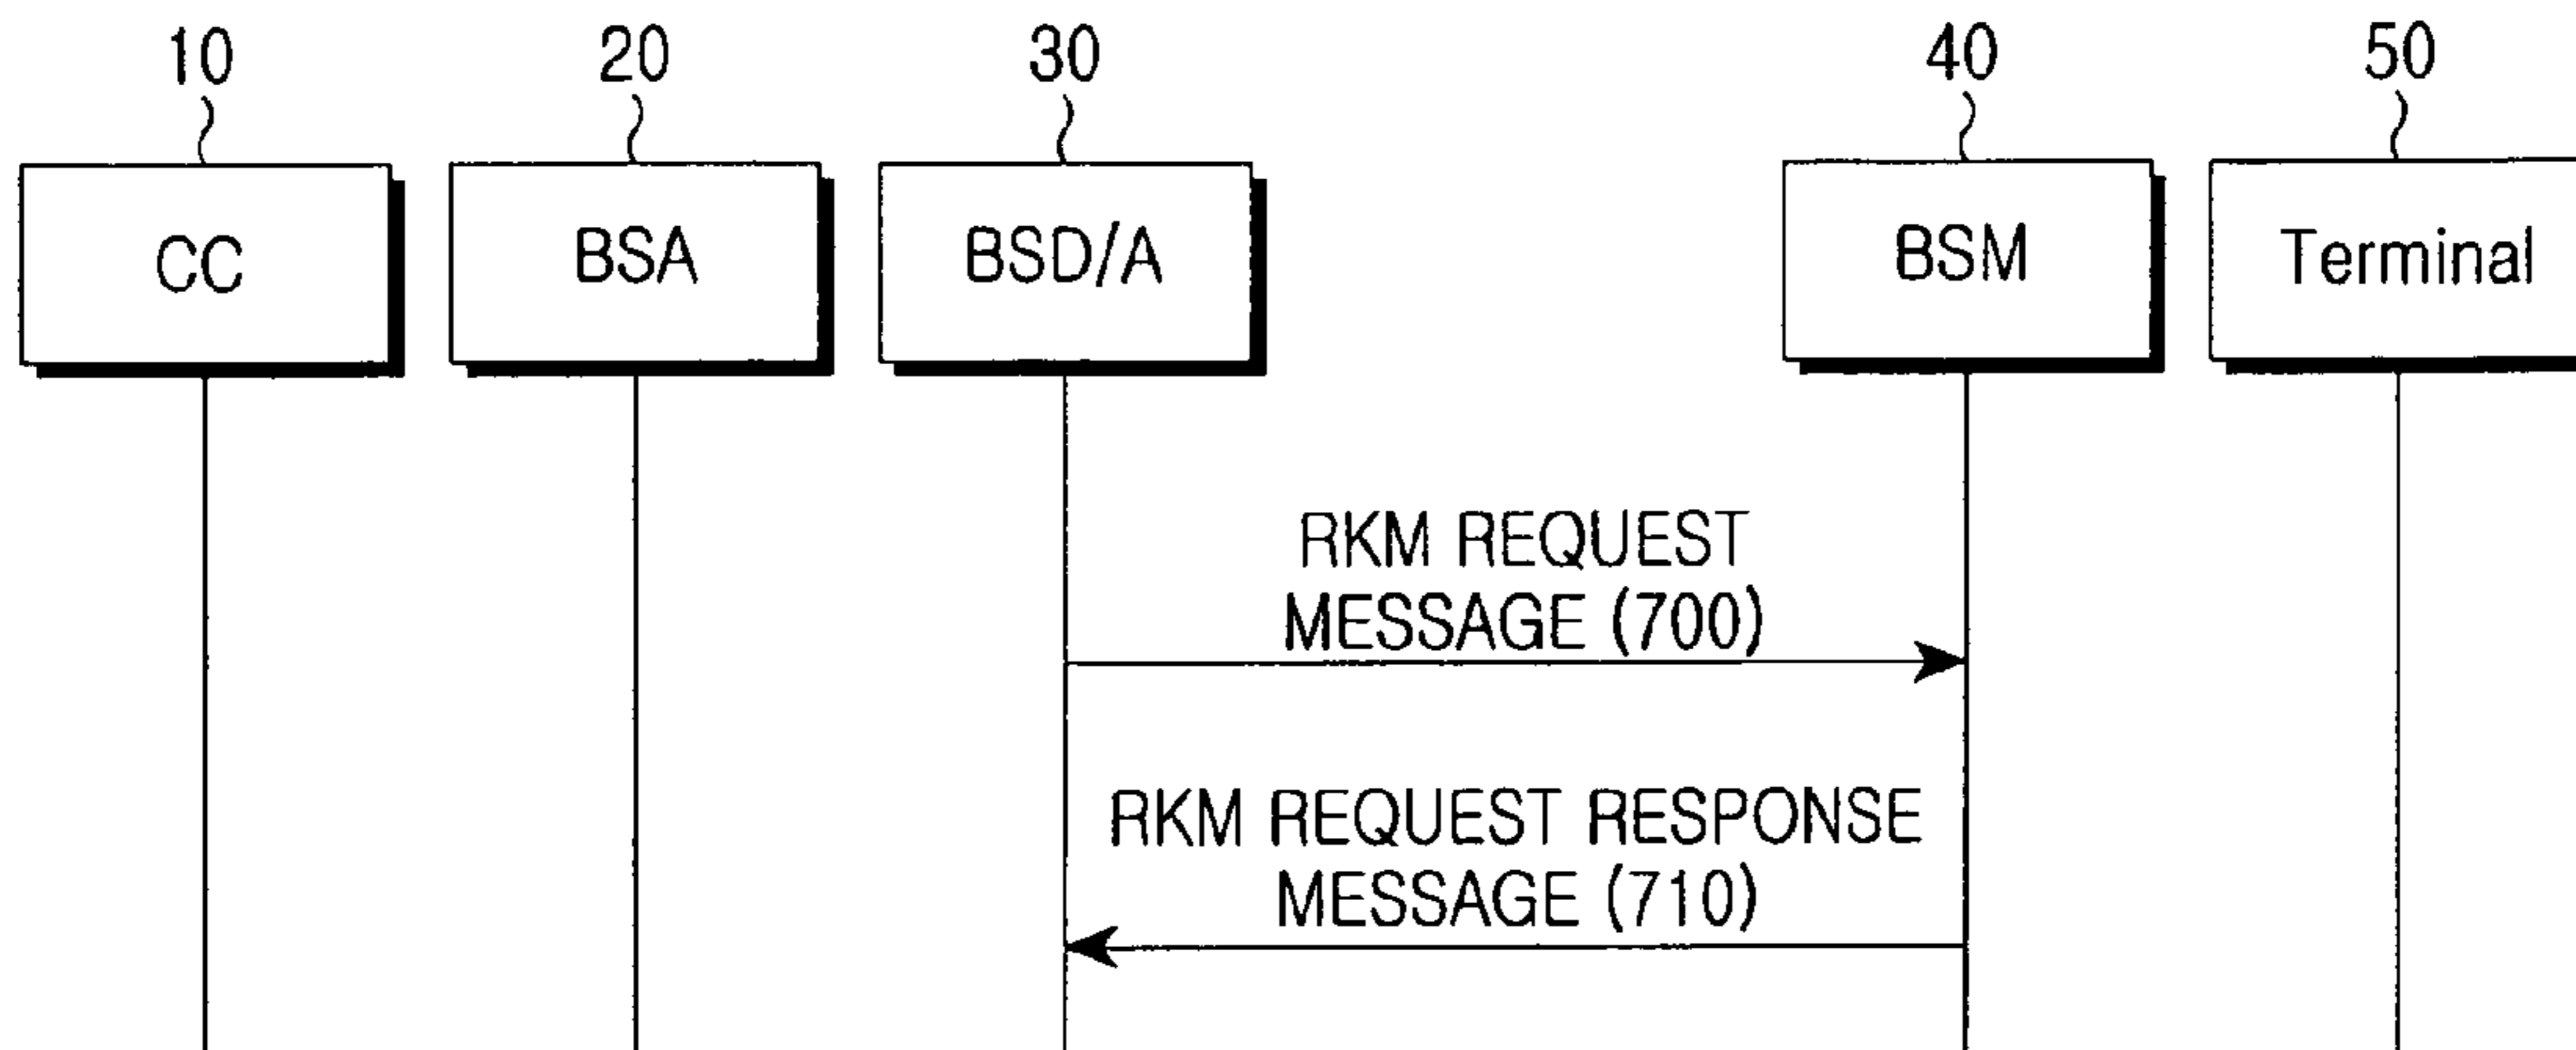 10 20 30 40 50
CC BSA BSD/A BSM Terminal
RKM REQUEST
MESSAGE (700)
RKM REQUEST RESPONSE
MESSAGE (710)